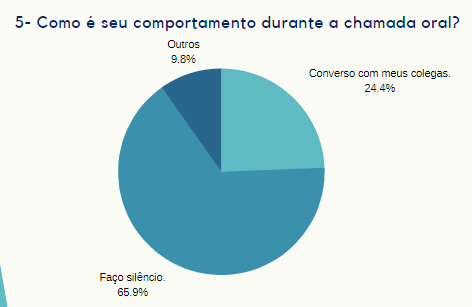 5- Como é seu comportamento durante a chamada oral?
Outros
9.8%
Converso com meus colegas.
24.4%
Faço silêncio.
65.9%